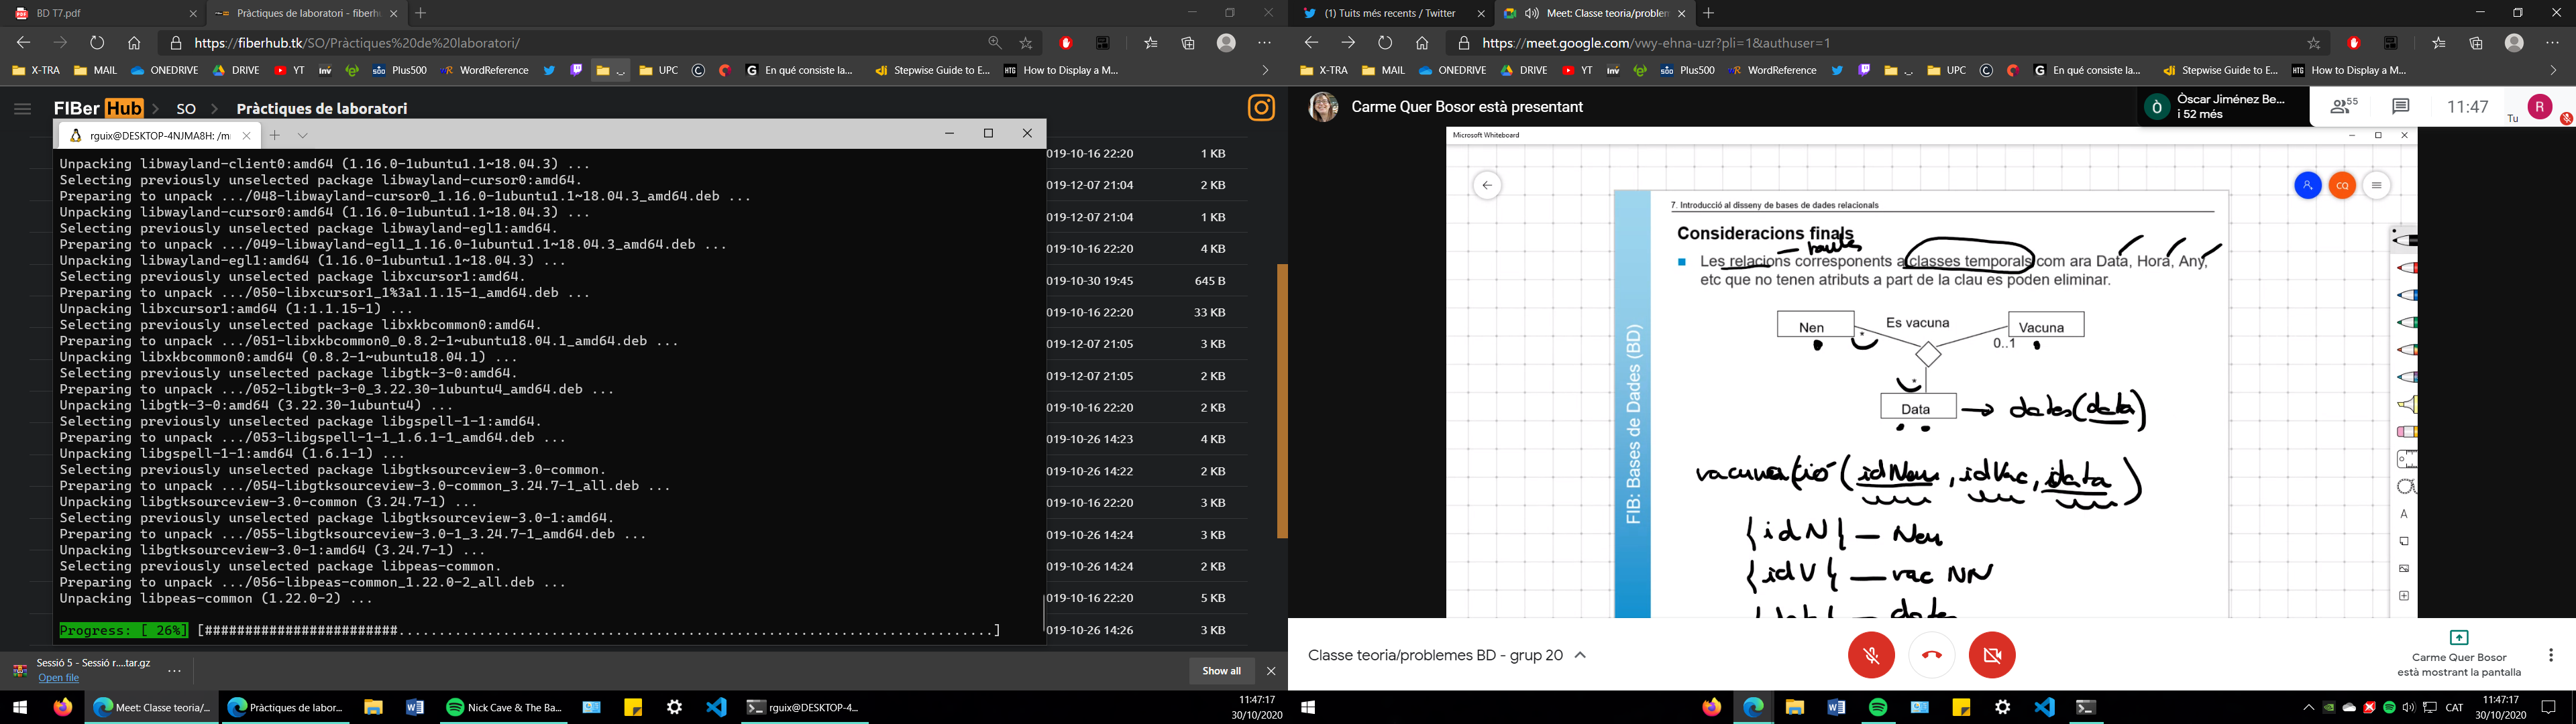 BD T7.pdf
Pràctiques de laboratori - fiberh
https://fiberhub.tk/SO/Pràctiques%20de%20laboratori/
X-TRA MAIL ONEDRIVE DRIVE YT inv Plus500 WordReference UPC En qué consiste la... Stepwise Guide to E... How to Display a M...
FIBer Hub > SO > Pràctiques de laboratori
rguix@DESKTOP-4NJMA8H: /m
Unpacking libwayland-client0:amd64 (1.16.0-1ubuntu1.1~18.04.3) ...
Selecting previously unselected package libwayland-cursor0:amd64.
Preparing to unpack .../048-libwayland-cursor0_1.16.0-1ubuntu1.1~18.04.3_amd64.deb ...
Unpacking libwayland-cursor0:amd64 (1.16.0-1ubuntu1.1~18.04.3) ...
Selecting previously unselected package libwayland-egl1:amd64.
Preparing to unpack .../049-libwayland-egl1_1.16.0-1ubuntu1.1~18.04.3_amd64.deb ...
Unpacking libwayland-egl1:amd64 (1.16.0-1ubuntu1.1~18.04.3) ...
Selecting previously unselected package libxcursor1:amd64.
Preparing to unpack .../050-libxcursor1_1%3a1.1.15-1_amd64.deb ...
Unpacking libxcursor1:amd64 (1:1.1.15-1) ...
Selecting previously unselected package libxkbcommon0:amd64.
Preparing to unpack .../051-libxkbcommon0_0.8.2-1~ubuntu18.04.1_amd64.deb ...
Unpacking libxkbcommon0:amd64 (0.8.2-1~ubuntu18.04.1) ...
Selecting previously unselected package libgtk-3-0:amd64.
Preparing to unpack .../052-libgtk-3-0_3.22.30-1ubuntu4_amd64.deb ...
Unpacking libgtk-3-0:amd64 (3.22.30-1ubuntu4) ...
Selecting previously unselected package libgspell-1-1:amd64.
Preparing to unpack .../053-libgspell-1-1_1.6.1-1_amd64.deb ...
Unpacking libgspell-1-1:amd64 (1.6.1-1) ...
Selecting previously unselected package libgtksourceview-3.0-common.
Preparing to unpack .../054-libgtksourceview-3.0-common_3.24.7-1_all.deb ...
Unpacking libgtksourceview-3.0-common (3.24.7-1) ...
Selecting previously unselected package libgtksourceview-3.0-1:amd64.
Preparing to unpack .../055-libgtksourceview-3.0-1_3.24.7-1_amd64.deb ...
Unpacking libgtksourceview-3.0-1:amd64 (3.24.7-1) ...
Selecting previously unselected package libpeas-common.
Preparing to unpack .../056-libpeas-common_1.22.0-2_all.deb ...
Unpacking libpeas-common (1.22.0-2) ...
Progress: [ 26%]
019-10-16 22:20 1 KB
019-12-07 21:04 2 KB
019-12-07 21:04 1 KB
019-10-16 22:20 4 KB
019-10-30 19:45 645 B
019-10-16 22:20 33 KB
019-12-07 21:05 3 KB
019-12-07 21:05 2 KB
019-10-16 22:20 2 KB
019-10-26 14:23 4 KB
019-10-26 14:22 2 KB
019-10-16 22:20 3 KB
019-10-26 14:24 3 KB
019-10-26 14:24 2 KB
019-10-16 22:20 5 KB
019-10-26 14:26 3 KB
Sessió 5 - Sessió r....tar.gz
Open file
Show all
Meet: Classe teoria/... Pràctiques de labor... Nick Cave & The Ba... rguix@DESKTOP-4...
11:47:17
30/10/2020
(1) Tuits més recents / Twitter
Meet: Classe teoria/problem
https://meet.google.com/vwy-ehna-uzr?pli=1&authuser=1
X-TRA MAIL ONEDRIVE DRIVE YT inv Plus500 WordReference UPC En qué consiste la... Stepwise Guide to E... How to Display a M...
Carme Quer Bosor està presentant
Òscar Jiménez Be...
i 52 més
55
11:47
Tu
R
Microsoft Whiteboard
CQ
7. Introducció al disseny de bases de dades relacionals
Consideracions finals
Les relacions corresponents a classes temporals com ara Data, Hora, Any,
etc que no tenen atributs a part de la clau es poden eliminar.
Nen
Es vacuna
Vacuna
*
0..1
*
Data
dates(data)
vacunació (idNen, idVac, data)
{idN} — Nen
{idV} — vac NN
FIB: Bases de Dades (BD)
Classe teoria/problemes BD - grup 20
Carme Quer Bosor
està mostrant la pantalla
CAT
11:47:17
30/10/2020